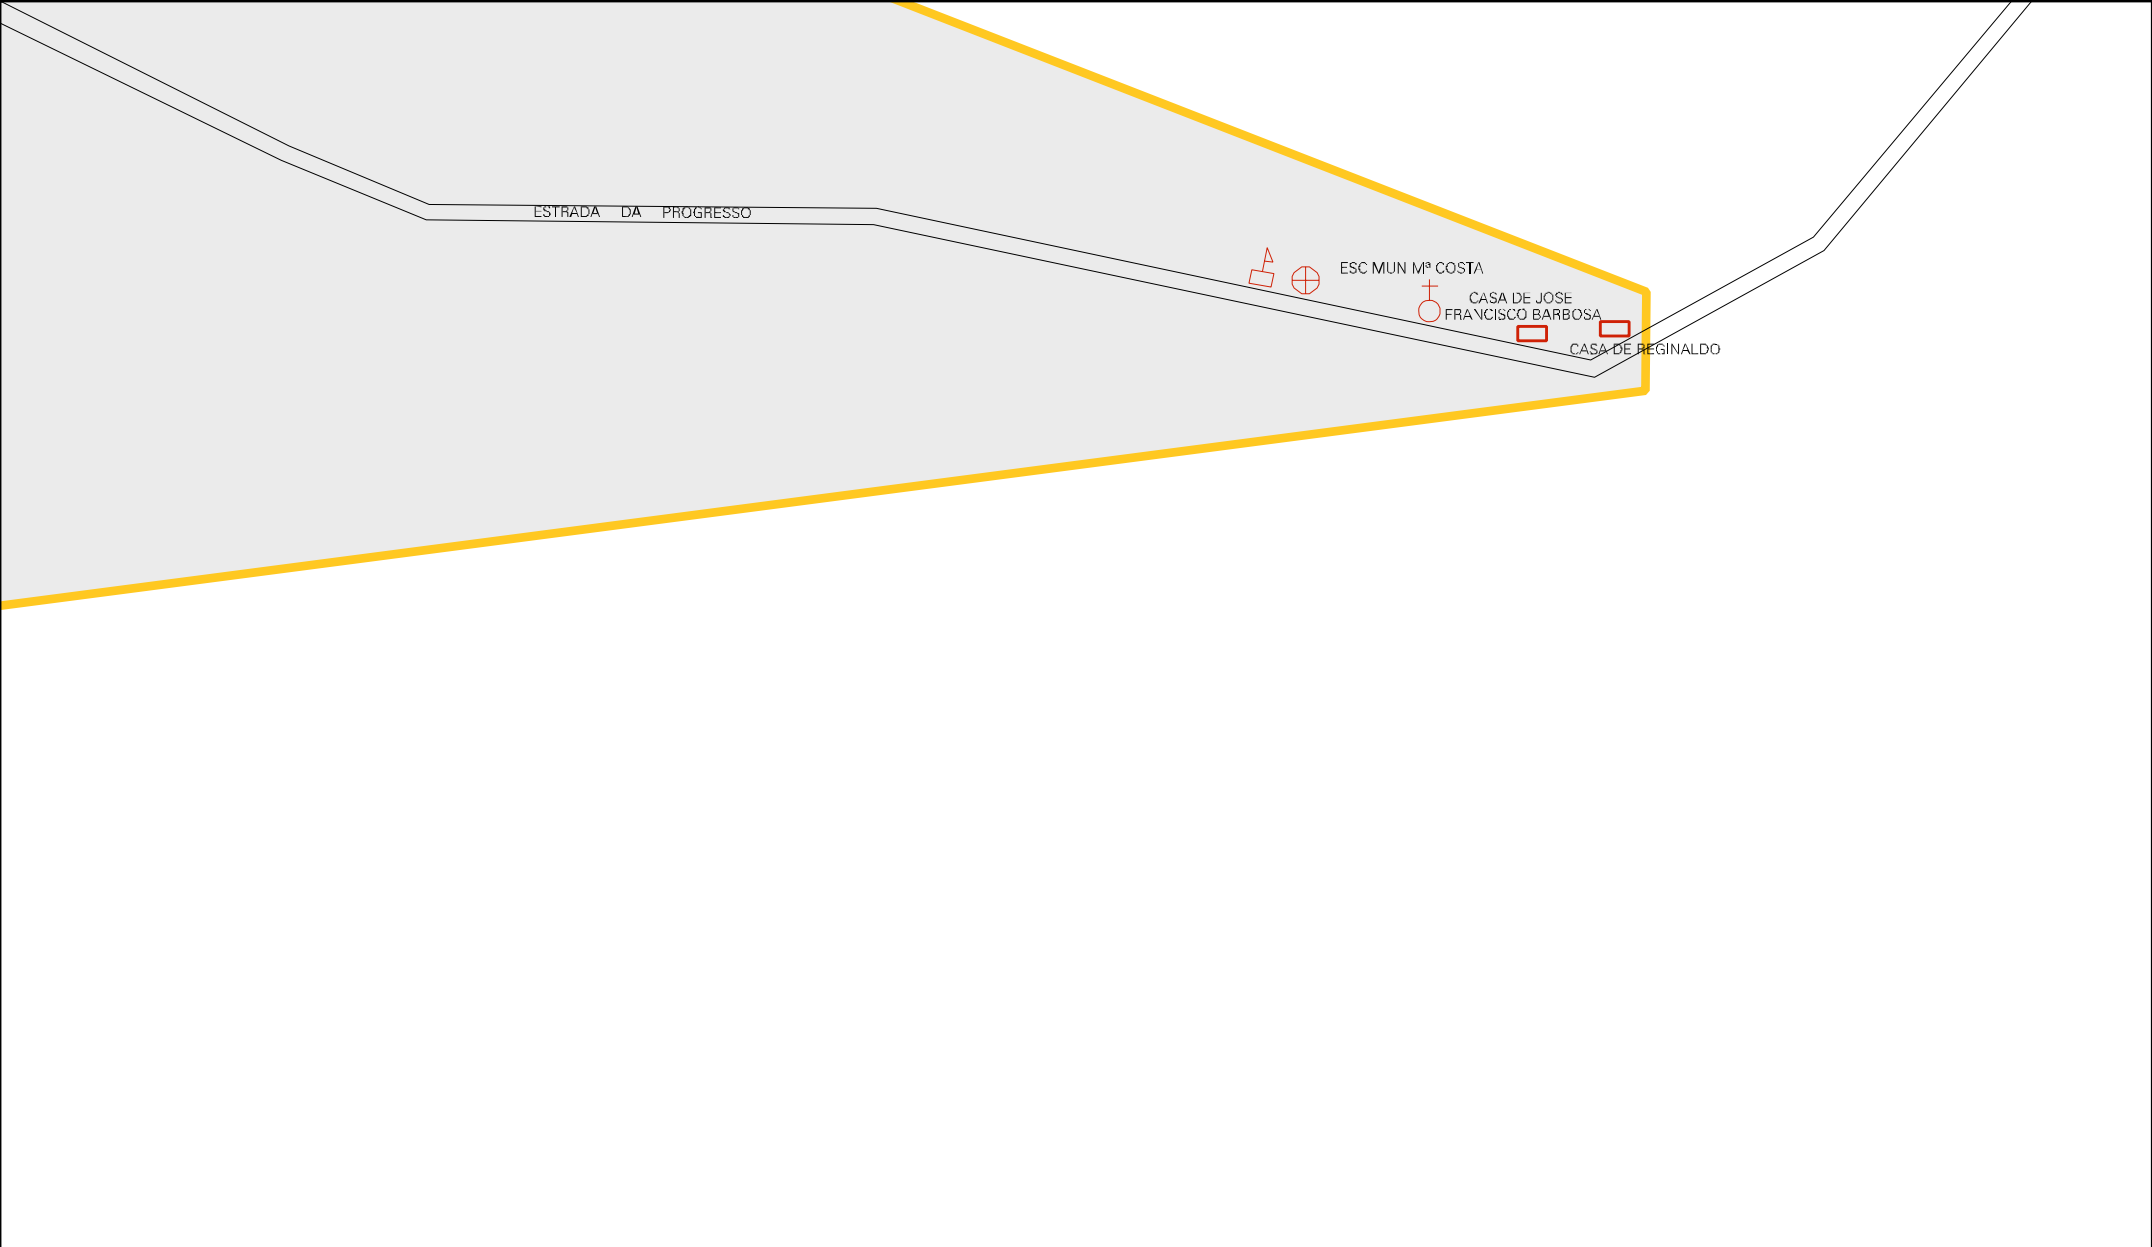 ESTRADA DA PROGRESSO
ESC MUN Mª COSTA
CASA DE JOSE
FRANCISCO BARBOSA
CASA DE REGINALDO